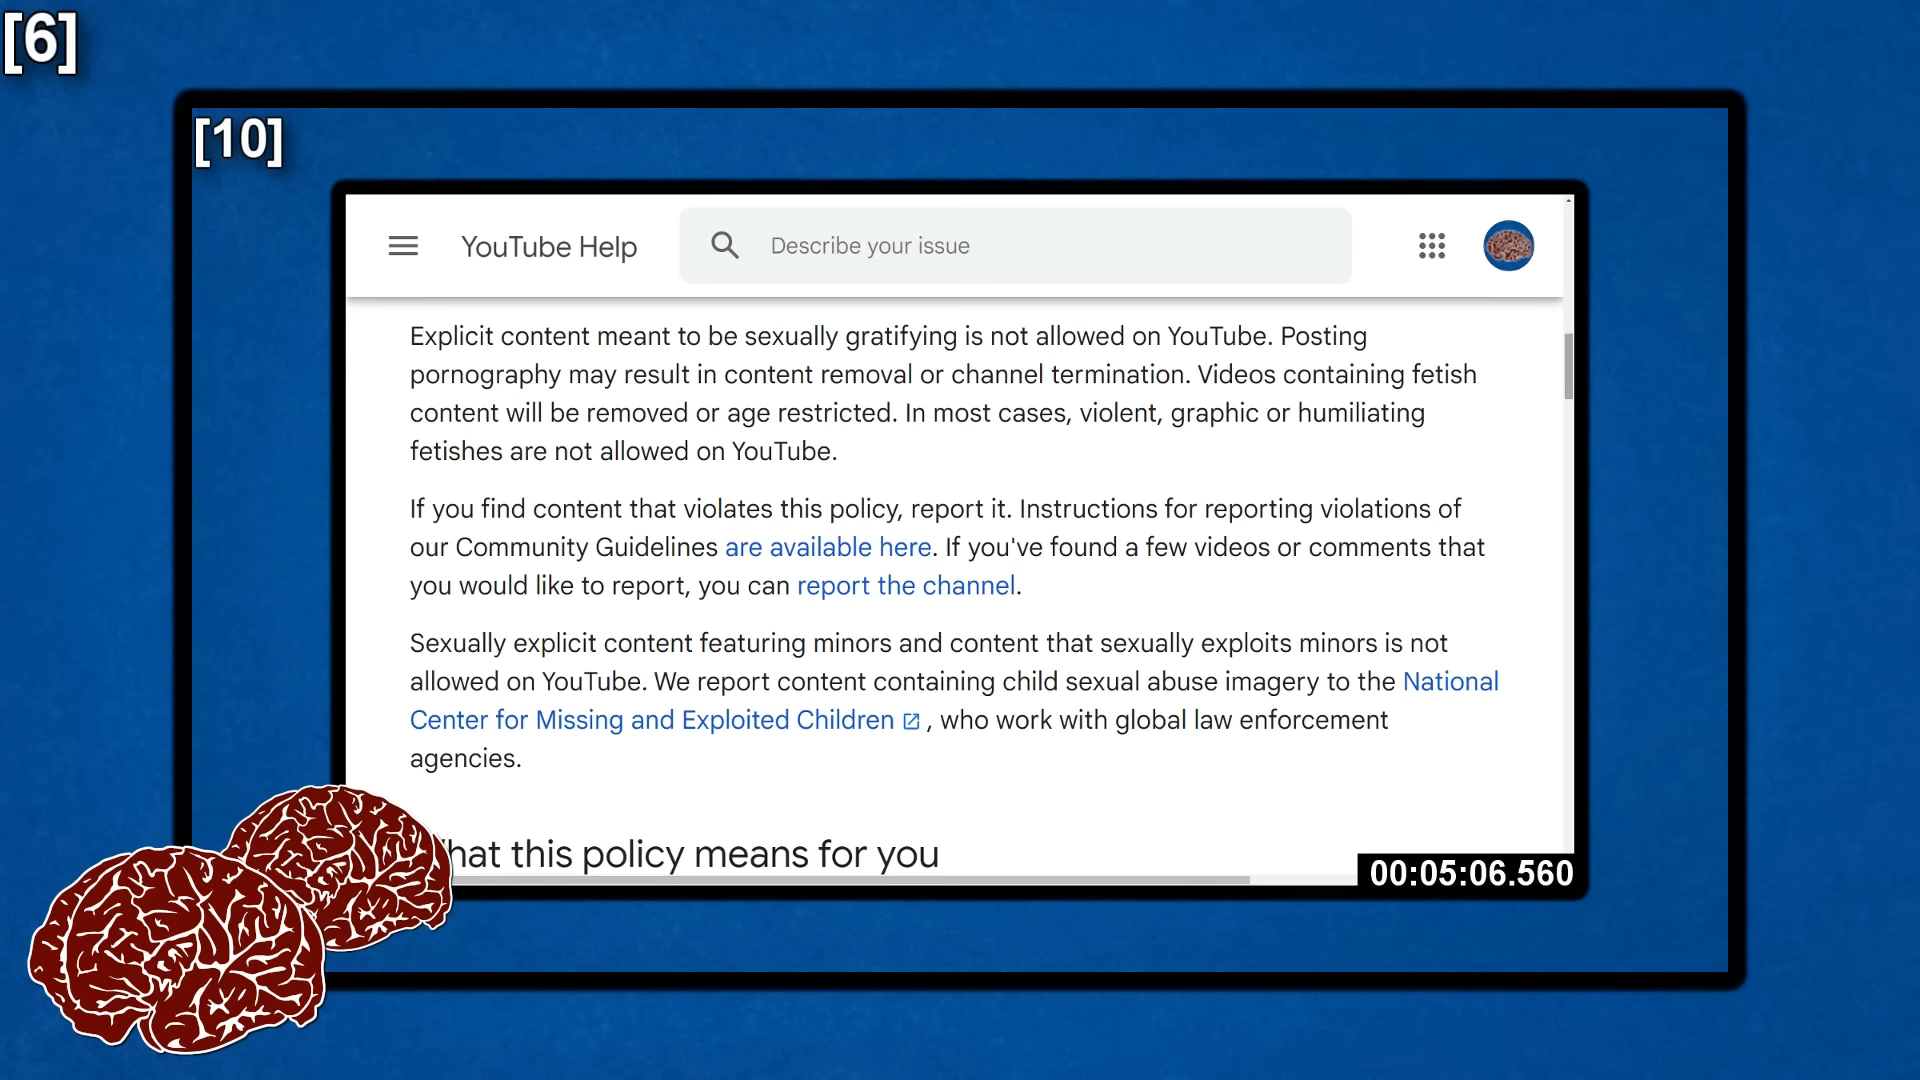 [6]
[10]
YouTube Help
Describe your issue
Explicit content meant to be sexually gratifying is not allowed on YouTube. Posting
pornography may result in content removal or channel termination. Videos containing fetish
content will be removed or age restricted. In most cases, violent, graphic or humiliating
fetishes are not allowed on YouTube.
If you find content that violates this policy, report it. Instructions for reporting violations of
our Community Guidelines are available here. If you've found a few videos or comments that
you would like to report, you can report the channel.
Sexually explicit content featuring minors and content that sexually exploits minors is not
allowed on YouTube. We report content containing child sexual abuse imagery to the National
Center for Missing and Exploited Children , who work with global law enforcement
agencies.
hat this policy means for you
00:05:06.560